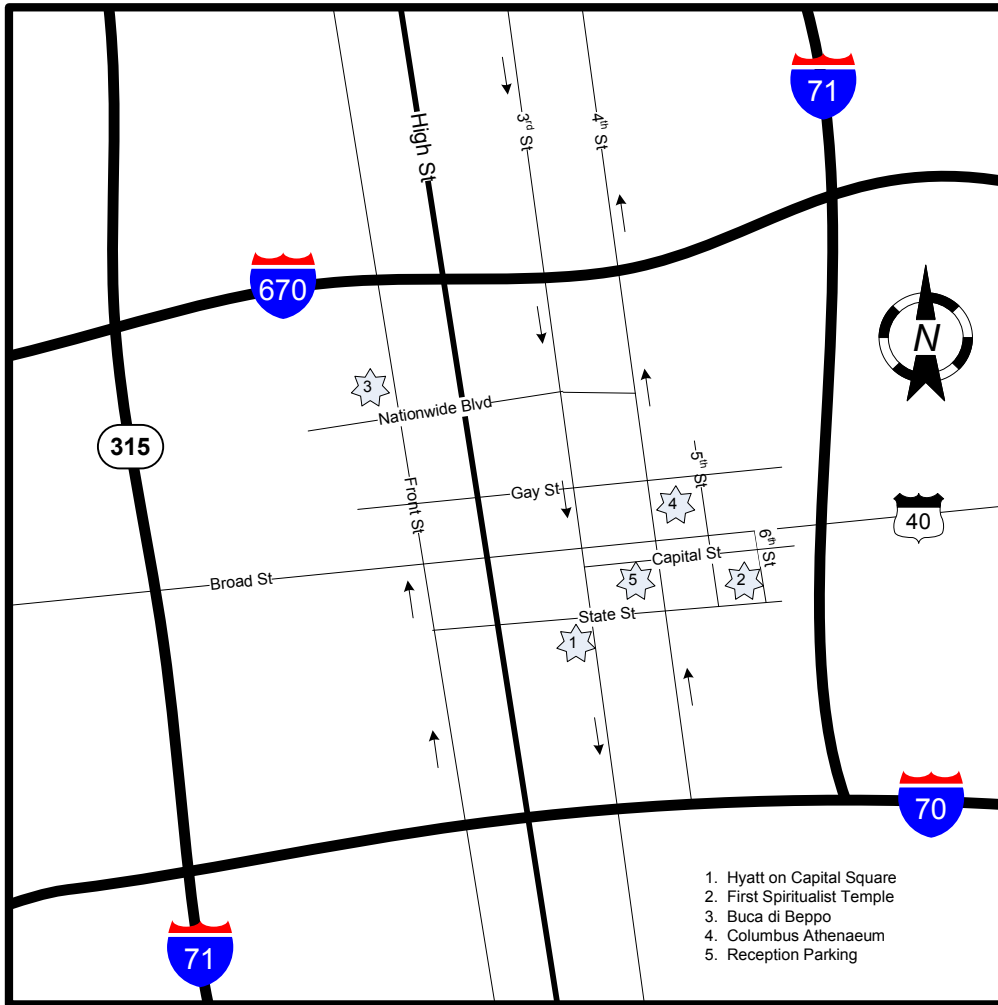 71
3rd St
4th St
High St
670
N
3
Nationwide Blvd
315
5th St
Front St
Gay St
4
40
6th St
Capital St
Broad St
5
2
State St
1
70
1. Hyatt on Capital Square
2. First Spiritualist Temple
3. Buca di Beppo
4. Columbus Athenaeum
5. Reception Parking
71